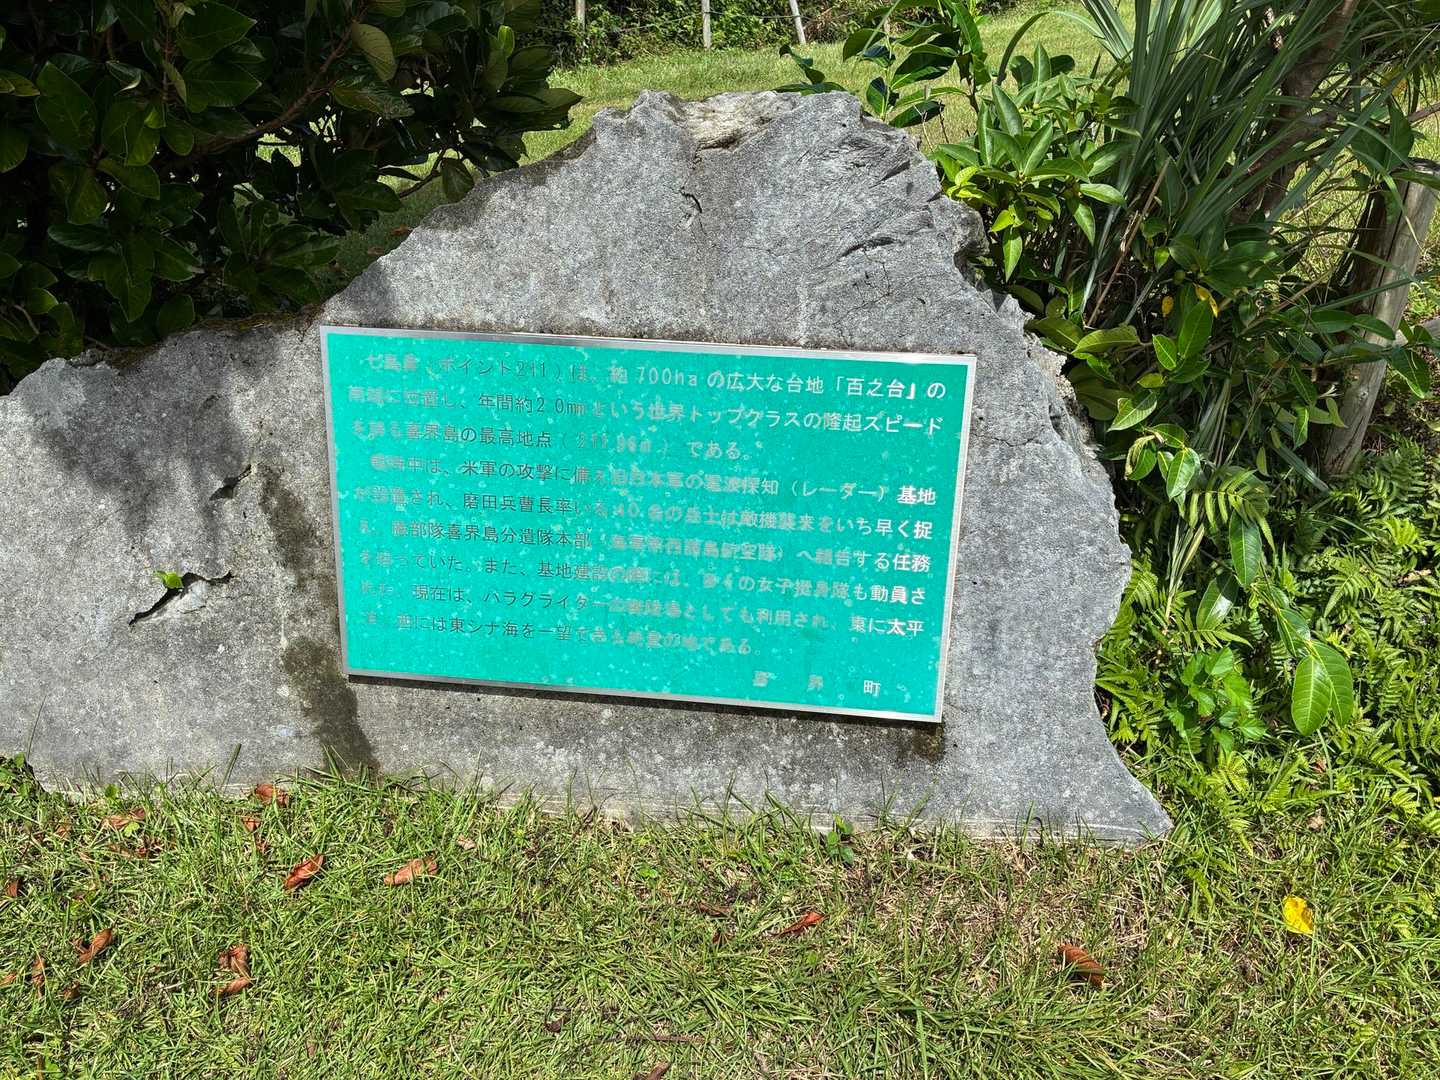 七島鼻(ポイント211)は、約700haの広大な台地「百之台」の
南端に位置し、年間約2.0mmという世界トップクラスの隆起スピード
を誇る喜界島の最高地点(211.96m)である。
戦時中は、米軍の攻撃に備え旧日本軍の電波探知(レーダー)基地
が設置され、磨田兵曹長率いる40名の兵士は敵機襲来をいち早く捉
え、巌部隊喜界島分遣隊本部 へ報告する任務
を持っていた。また、基地建設の際には、多くの女子挺身隊も動員さ
れた。現在は、パラグライダーの離陸場としても利用され、東に太平
洋、西には東シナ海を一望できる絶景の地である。
喜界町